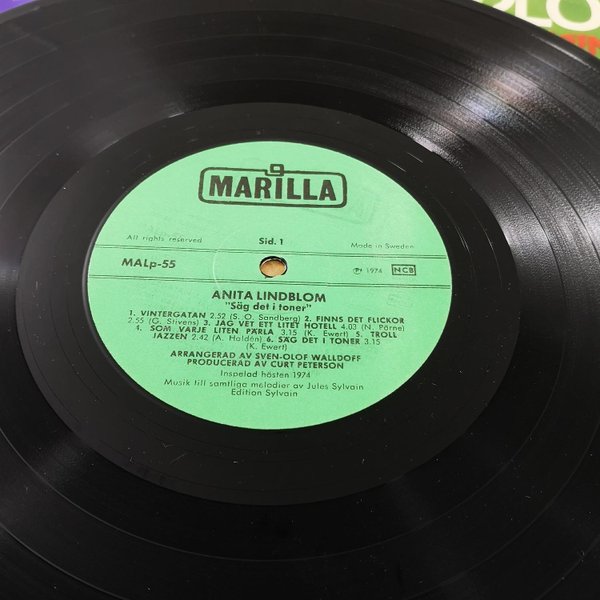 MARILLA
All rights reserved
Sid. 1
Made in Sweden
MALp-55
℗ 1974 NCB
ANITA LINDBLOM
"Säg det i toner"
1. VINTERGATAN 2.52 (S. O. Sandberg) 2. FINNS DET FLICKOR
2.55 (G. Stivens) 3. JAG VET ETT LITET HOTELL 4.03 (N. Pärne)
4. SOM VARJE LITEN PÄRLA 3.15 (K. Ewert) 5. TROLL
JAZZEN 2.42 (A. Haldén) 6. SÄG DET I TONER 3.15
(K. Ewert)
ARRANGERAD AV SVEN-OLOF WALLDOFF
PRODUCERAD AV CURT PETERSON
Inspelad hösten 1974
Musik till samtliga melodier av Jules Sylvain
Edition Sylvain